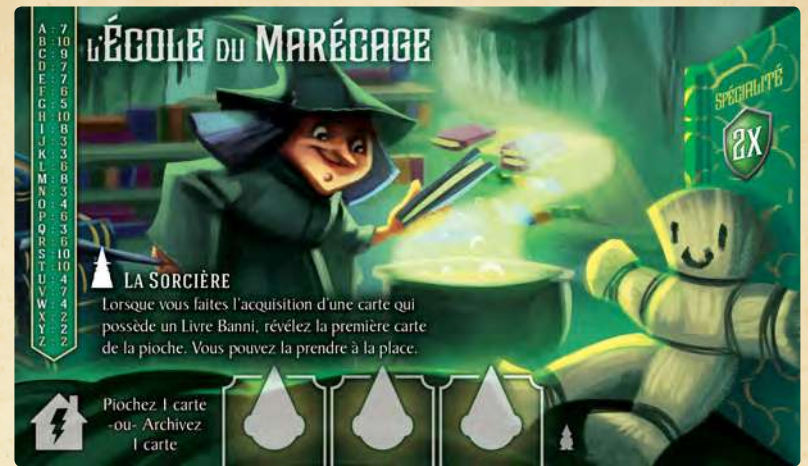 A : 7
B : 10
C : 9
D : 7
E : 7
F : 6
G : 5
H : 10
I : 8
J : 3
K : 3
L : 6
M : 8
N : 3
O : 4
P : 6
Q : 3
R : 6
S : 10
T : 10
U : 4
V : 7
W : 4
X : 2
Y : 2
Z : 2
L'ÉCOLE DU MARÉCAGE
SPÉCIALITÉ
2X
LA SORCIÈRE
Lorsque vous faites l'acquisition d'une carte qui
possède un Livre Banni, révélez la première carte
de la pioche. Vous pouvez la prendre à la place.
Piochez 1 carte
-ou- Archivez
1 carte